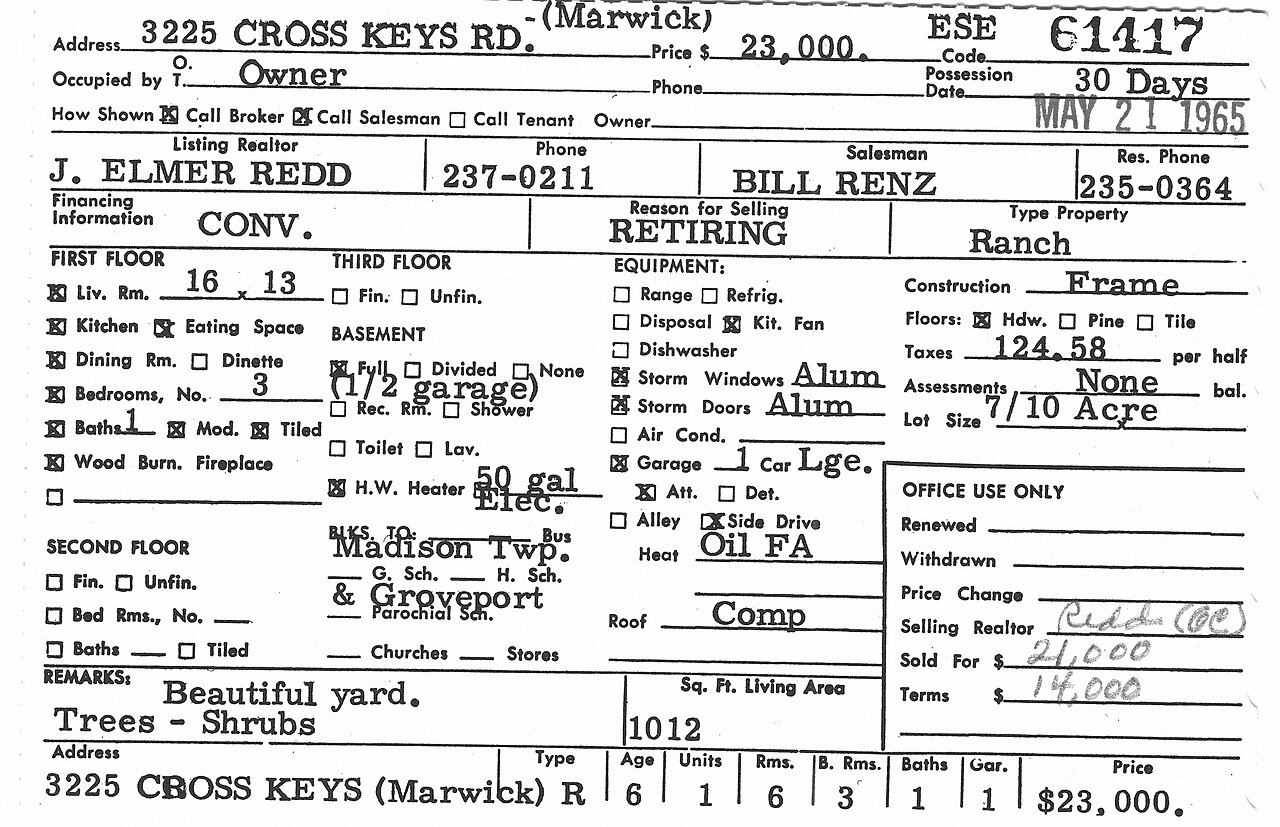 Address 3225 CROSS KEYS RD. -(Marwick) Price $ 23,000. ESE Code 61417
Occupied by O. T. Owner Phone Possession Date 30 Days
How Shown ☒ Call Broker ☒ Call Salesman ☐ Call Tenant Owner MAY 21 1965
Listing Realtor Phone Salesman Res. Phone
J. ELMER REDD 237-0211 BILL RENZ 235-0364
Financing Information CONV. Reason for Selling RETIRING Type Property Ranch
FIRST FLOOR
☒ Liv. Rm. 16 x 13
☒ Kitchen ☒ Eating Space
☒ Dining Rm. ☐ Dinette
☒ Bedrooms, No. 3
☒ Baths 1 ☒ Mod. ☒ Tiled
☒ Wood Burn. Fireplace
☐
SECOND FLOOR
☐ Fin. ☐ Unfin.
☐ Bed Rms., No.
☐ Baths ☐ Tiled
THIRD FLOOR
☐ Fin. ☐ Unfin.
BASEMENT
☒ Full ☐ Divided ☐ None
(1/2 garage)
☐ Rec. Rm. ☐ Shower
☐ Toilet ☐ Lav.
☒ H.W. Heater ☒ 50 gal
Elec.
BLKS. TO: Bus
Madison Twp.
G. Sch. H. Sch.
& Groveport
Parochial Sch.
Churches Stores
EQUIPMENT:
☐ Range ☐ Refrig.
☐ Disposal ☒ Kit. Fan
☐ Dishwasher
☒ Storm Windows Alum
☒ Storm Doors Alum
☐ Air Cond.
☒ Garage 1 Car Lge.
☒ Att. ☐ Det.
☐ Alley ☒ Side Drive
Heat Oil FA
Roof Comp
Construction Frame
Floors: ☒ Hdw. ☐ Pine ☐ Tile
Taxes 124.58 per half
Assessments None bal.
Lot Size 7/10 Acre
OFFICE USE ONLY
Renewed
Withdrawn
Price Change
Selling Realtor Redd (GC)
Sold For $ 21,000
Terms $ 14,000
REMARKS: Beautiful yard.
Trees - Shrubs
Sq. Ft. Living Area
1012
Address Type Age Units Rms. B. Rms. Baths Gar. Price
3225 CROSS KEYS (Marwick) R 6 1 6 3 1 1 $23,000.